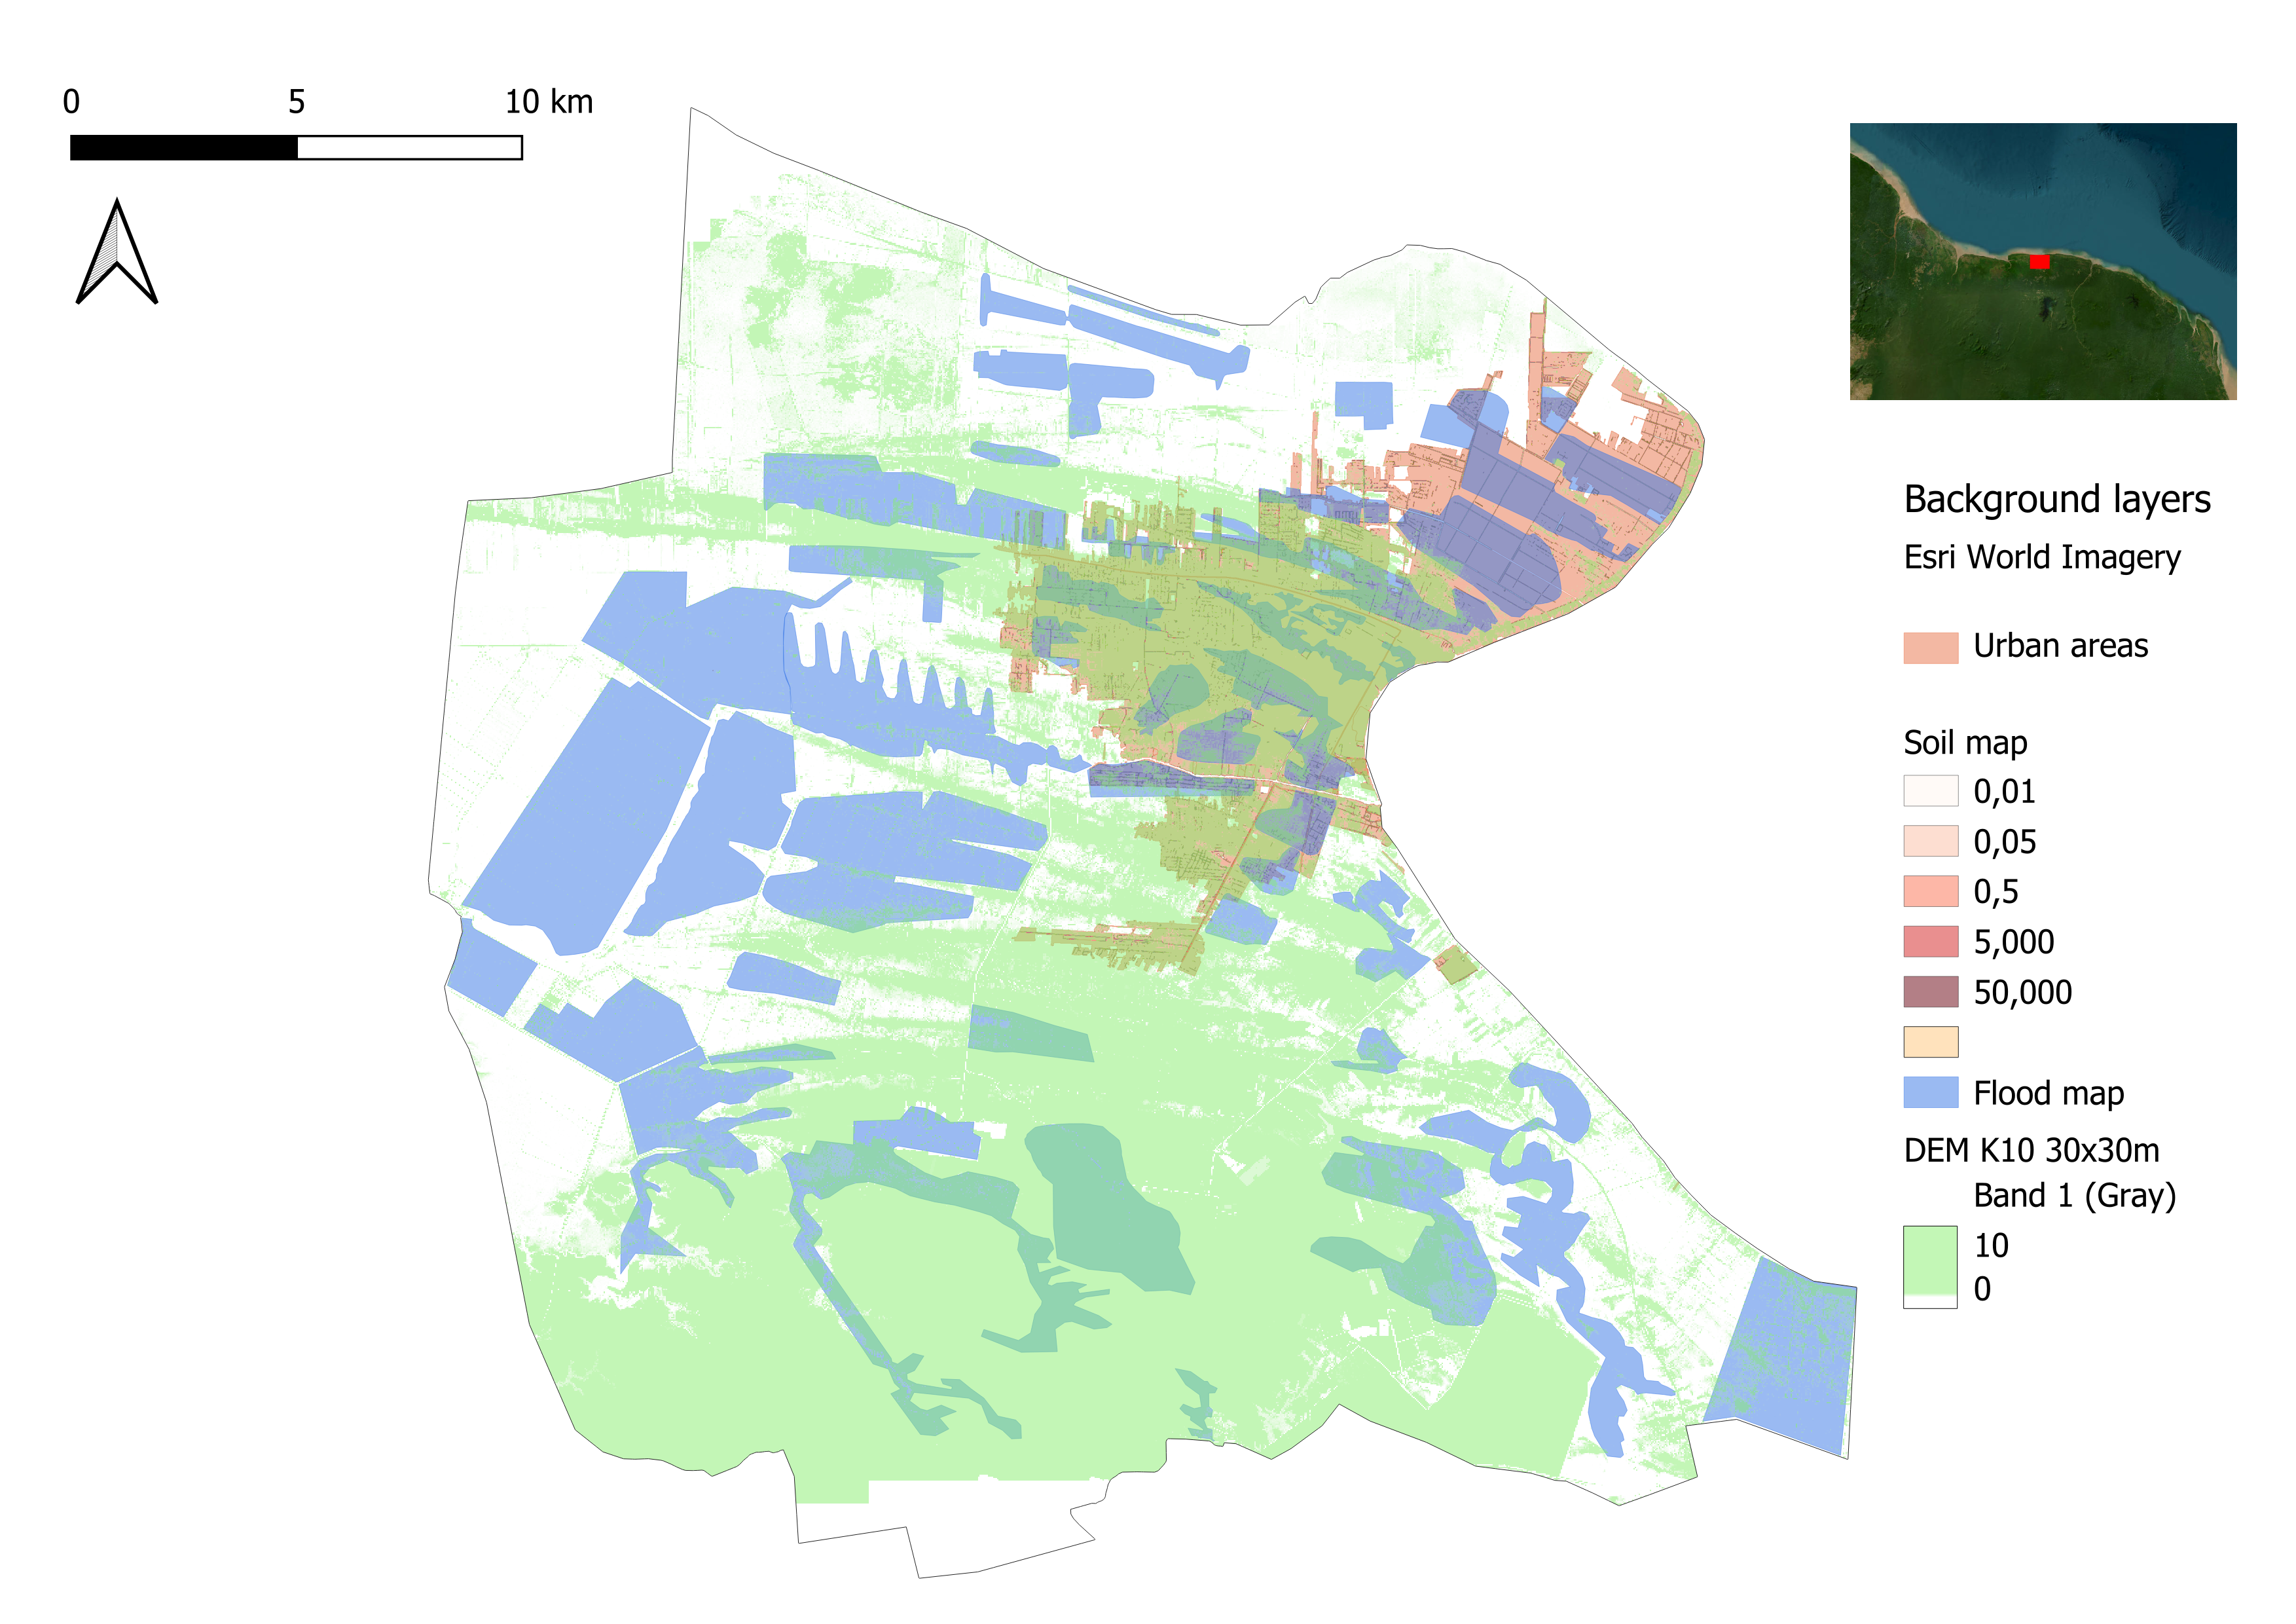 0 5 10 km
Background layers
Esri World Imagery
Urban areas
Soil map
0,01
0,05
0,5
5,000
50,000
Flood map
DEM K10 30x30m
Band 1 (Gray)
10
0